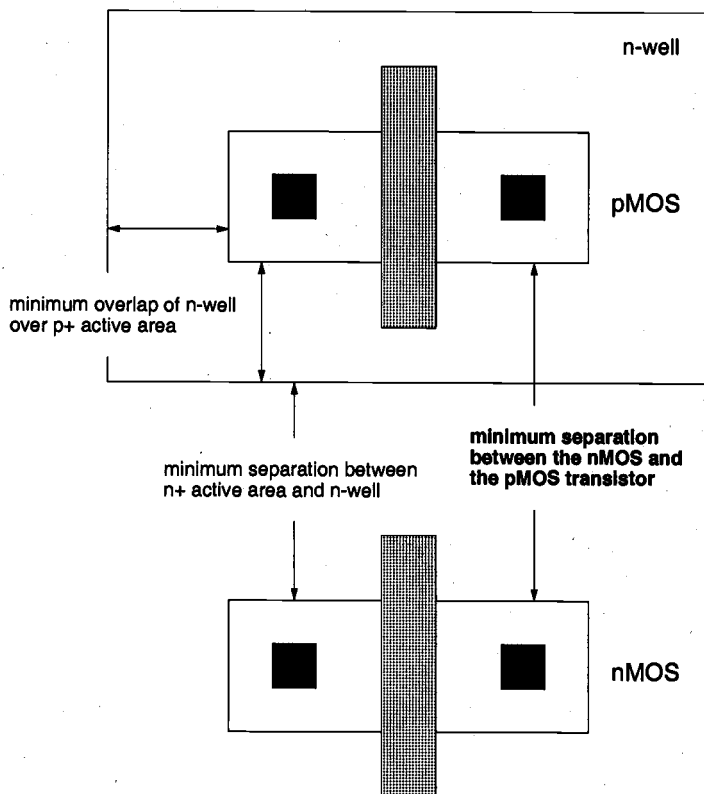 n-well
pMOS
minimum overlap of n-well
over p+ active area
minimum separation
between the nMOS and
the pMOS transistor
minimum separation between
n+ active area and n-well
nMOS